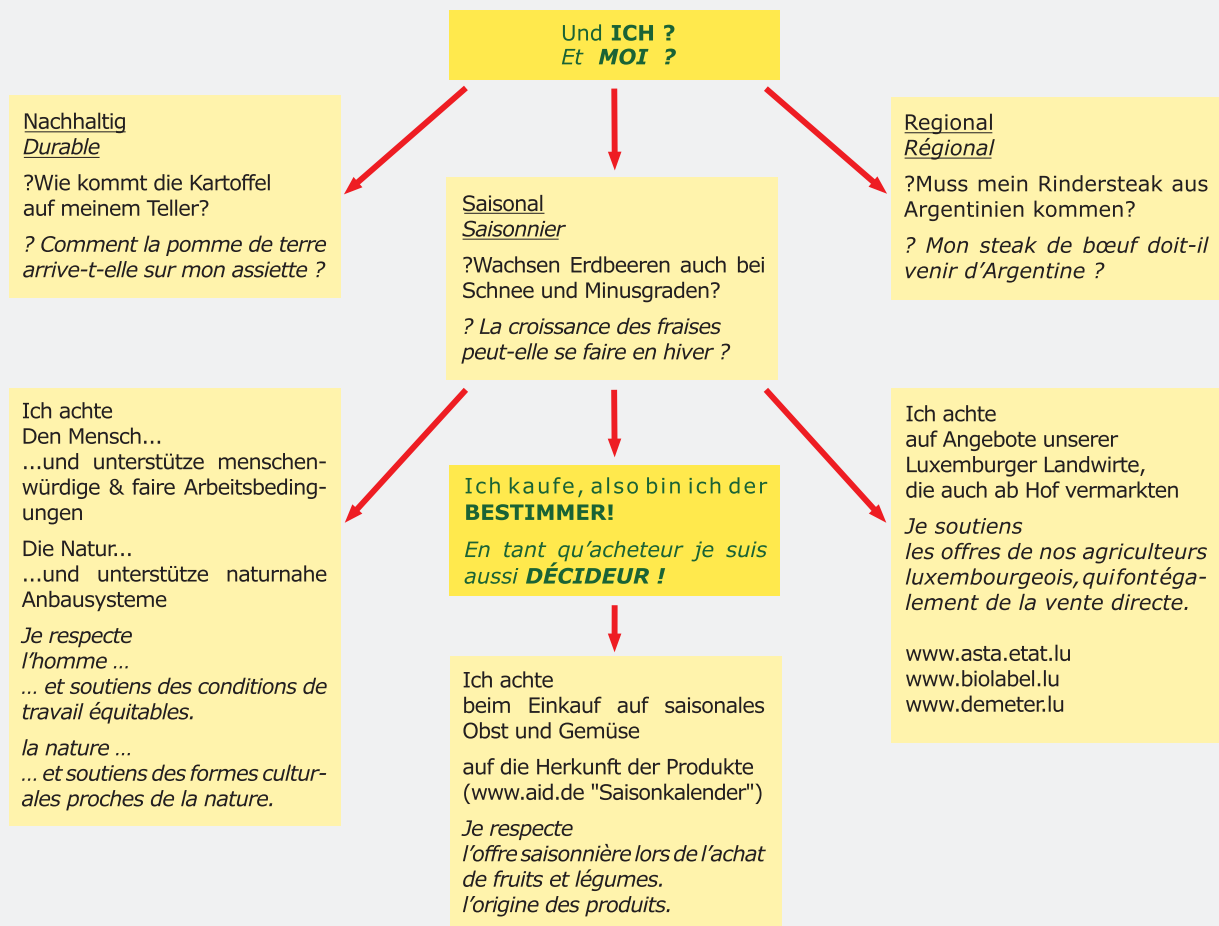 Und ICH ?
Et MOI ?
Nachhaltig
Durable
?Wie kommt die Kartoffel
auf meinem Teller?
? Comment la pomme de terre
arrive-t-elle sur mon assiette ?
Saisonal
Saisonnier
?Wachsen Erdbeeren auch bei
Schnee und Minusgraden?
? La croissance des fraises
peut-elle se faire en hiver ?
Regional
Régional
?Muss mein Rindersteak aus
Argentinien kommen?
? Mon steak de bœuf doit-il
venir d’Argentine ?
Ich achte
Den Mensch...
...und unterstütze menschen-
würdige & faire Arbeitsbeding-
ungen
Die Natur...
...und unterstütze naturnahe
Anbausysteme
Je respecte
l’homme ...
... et soutiens des conditions de
travail équitables.
la nature ...
... et soutiens des formes cultur-
ales proches de la nature.
Ich kaufe, also bin ich der
BESTIMMER!
En tant qu’acheteur je suis
aussi DÉCIDEUR !
Ich achte
beim Einkauf auf saisonales
Obst und Gemüse
auf die Herkunft der Produkte
(www.aid.de "Saisonkalender")
Je respecte
l’offre saisonnière lors de l’achat
de fruits et légumes.
l’origine des produits.
Ich achte
auf Angebote unserer
Luxemburger Landwirte,
die auch ab Hof vermarkten
Je soutiens
les offres de nos agriculteurs
luxembourgeois, qui font éga-
lement de la vente directe.
www.asta.etat.lu
www.biolabel.lu
www.demeter.lu